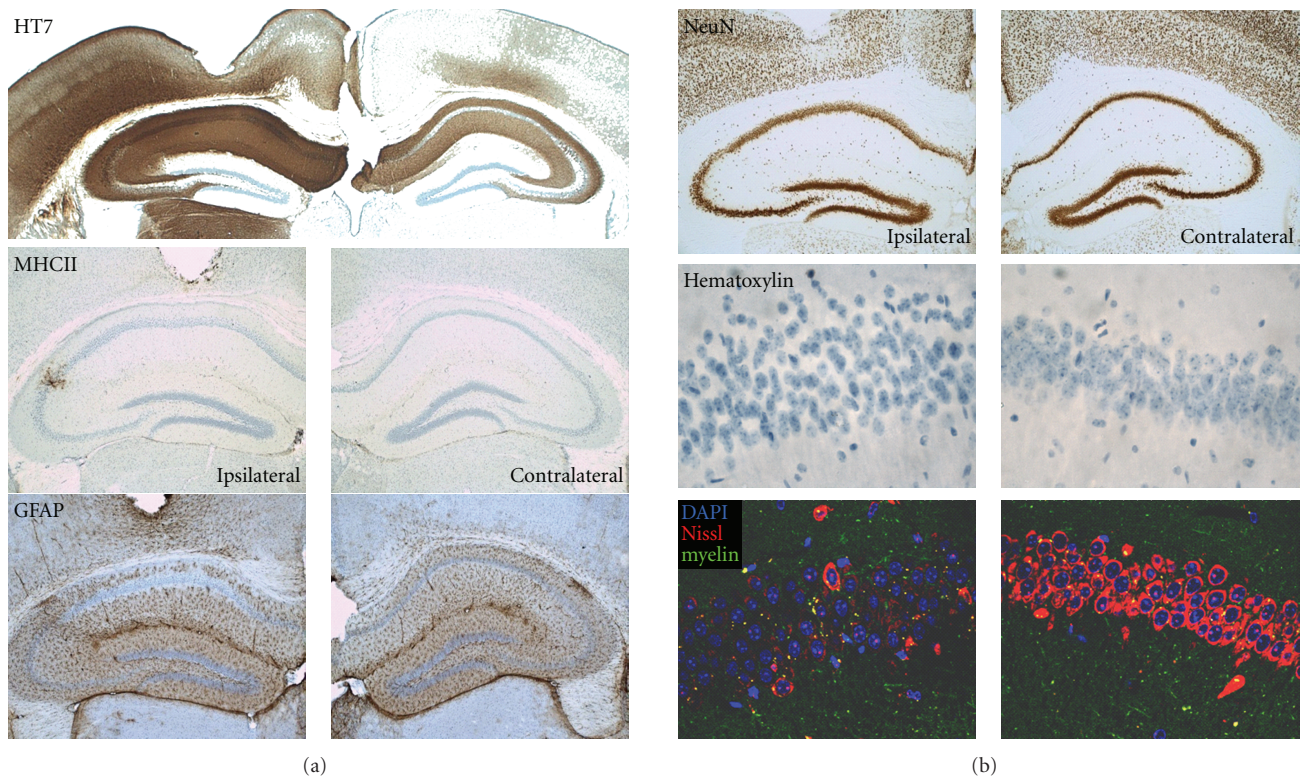 HT7
MHCII
Ipsilateral
Contralateral
GFAP
(a)
NeuN
Ipsilateral
Contralateral
Hematoxylin
DAPI
Nissl
myelin
(b)